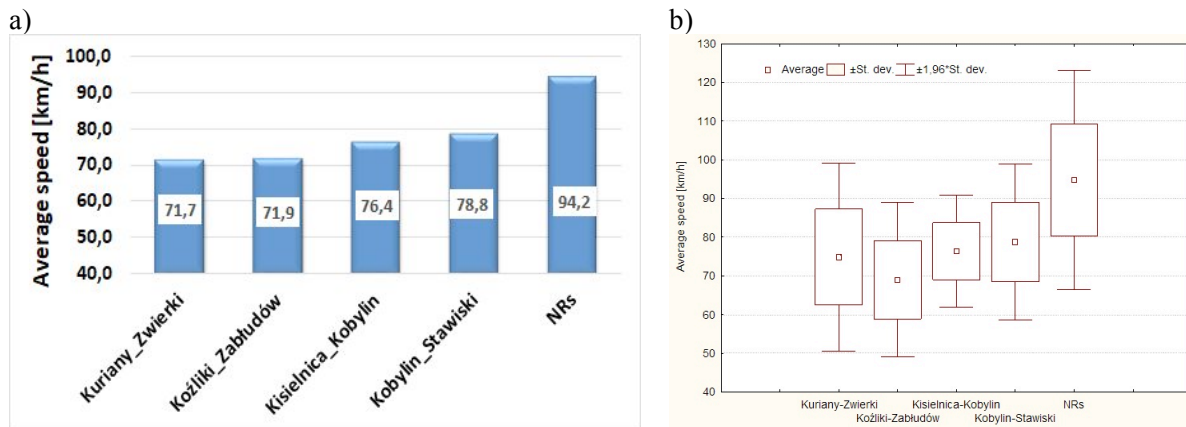 a)
100,0
90,0
80,0
70,0
60,0
50,0
40,0
Average speed [km/h]
71,7
71,9
76,4
78,8
94,2
Kuriany_Zwierki
Koźliki_Zabłudów
Kisielnica_Kobylin
Kobylin_Stawiski
NRs
b)
130
120
110
100
90
80
70
60
50
40
Average speed [km/h]
Average ±St. dev. ±1,96*St. dev.
Kuriany-Zwierki Kisielnica-Kobylin NRs
Koźliki-Zabłudów Kobylin-Stawiski